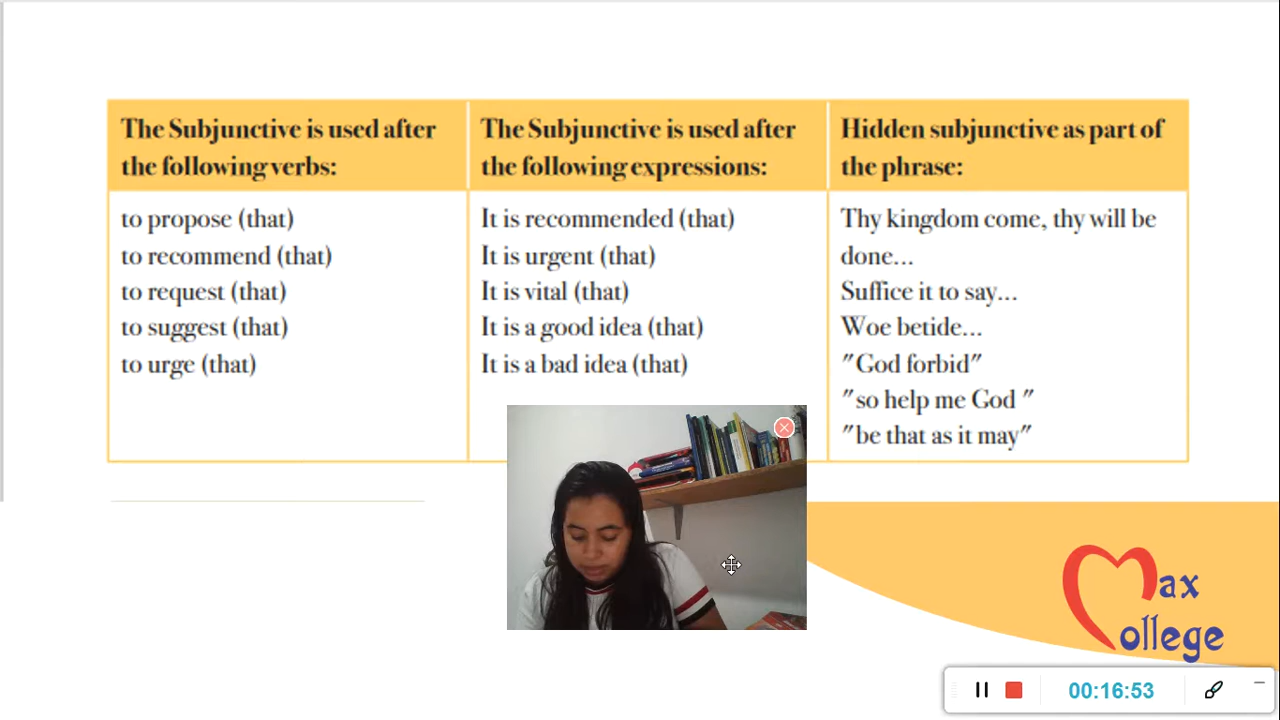 The Subjunctive is used after
the following verbs:
to propose (that)
to recommend (that)
to request (that)
to suggest (that)
to urge (that)
The Subjunctive is used after
the following expressions:
It is recommended (that)
It is urgent (that)
It is vital (that)
It is a good idea (that)
It is a bad idea (that)
Hidden subjunctive as part of
the phrase:
Thy kingdom come, thy will be
done...
Suffice it to say...
Woe betide...
"God forbid"
"so help me God "
"be that as it may"
Max
College
00:16:53